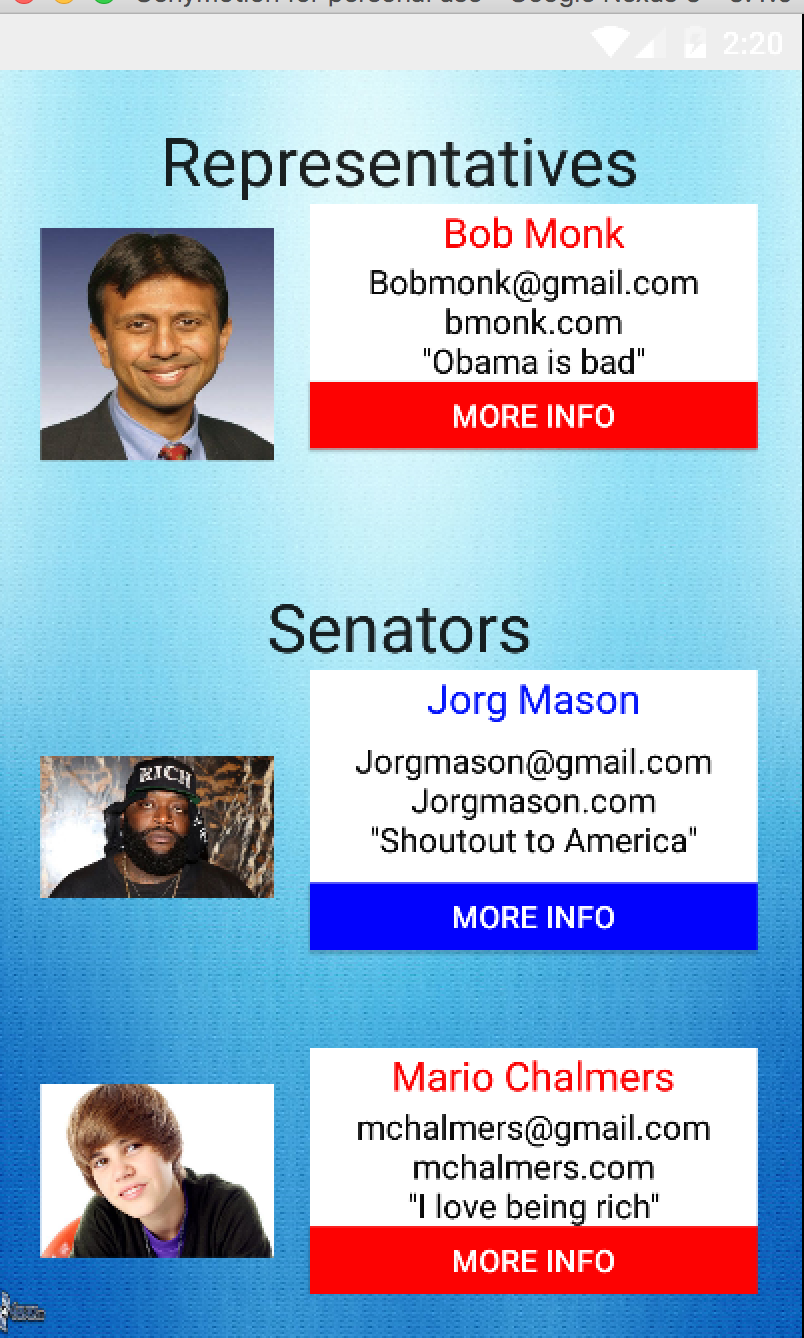 2:20
Representatives
Bob Monk
Bobmonk@gmail.com
bmonk.com
"Obama is bad"
MORE INFO
Senators
RICH
Jorg Mason
Jorgmason@gmail.com
Jorgmason.com
"Shoutout to America"
MORE INFO
Mario Chalmers
mchalmers@gmail.com
mchalmers.com
"I love being rich"
MORE INFO